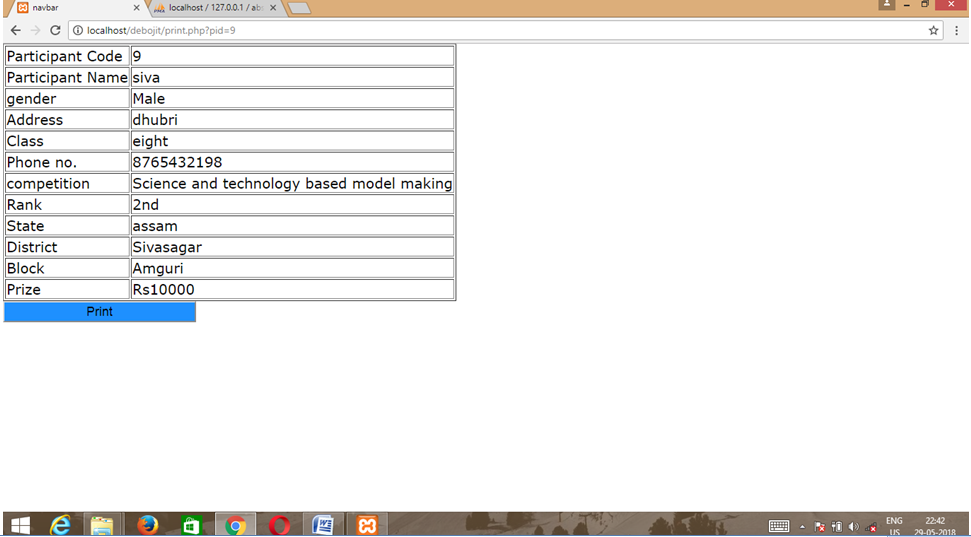 navbar
localhost / 127.0.0.1 / ab
localhost/debojit/print.php?pid=9
Participant Code 9
Participant Name siva
gender Male
Address dhubri
Class eight
Phone no. 8765432198
competition Science and technology based model making
Rank 2nd
State assam
District Sivasagar
Block Amguri
Prize Rs10000
Print
ENG 22:42
US 29-05-2018